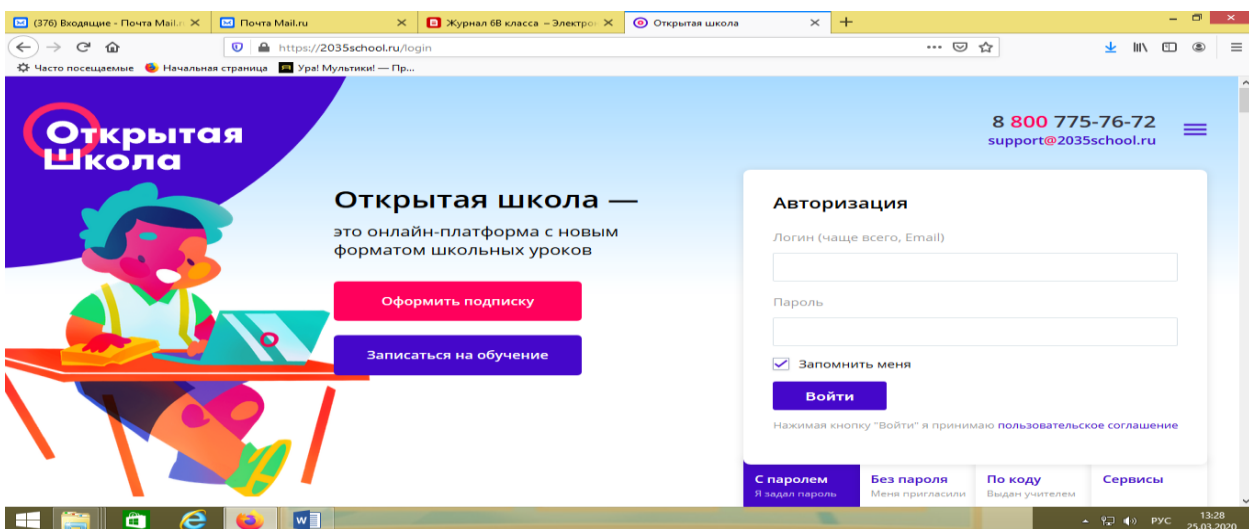 (376) Входящие - Почта Mail.r
Почта Mail.ru
Журнал 6В класса – Электро
Открытая школа
https://2035school.ru/login
Часто посещаемые
Начальная страница
Ура! Мультики! — Пр...
Открытая
Школа
8 800 775-76-72
support@2035school.ru
Открытая школа —
это онлайн-платформа с новым
форматом школьных уроков
Оформить подписку
Записаться на обучение
Авторизация
Логин (чаще всего, Email)
Пароль
Запомнить меня
Войти
Нажимая кнопку "Войти" я принимаю пользовательское соглашение
С паролем
Я задал пароль
Без пароля
Меня пригласили
По коду
Выдан учителем
Сервисы
РУС
13:28
25.03.2020